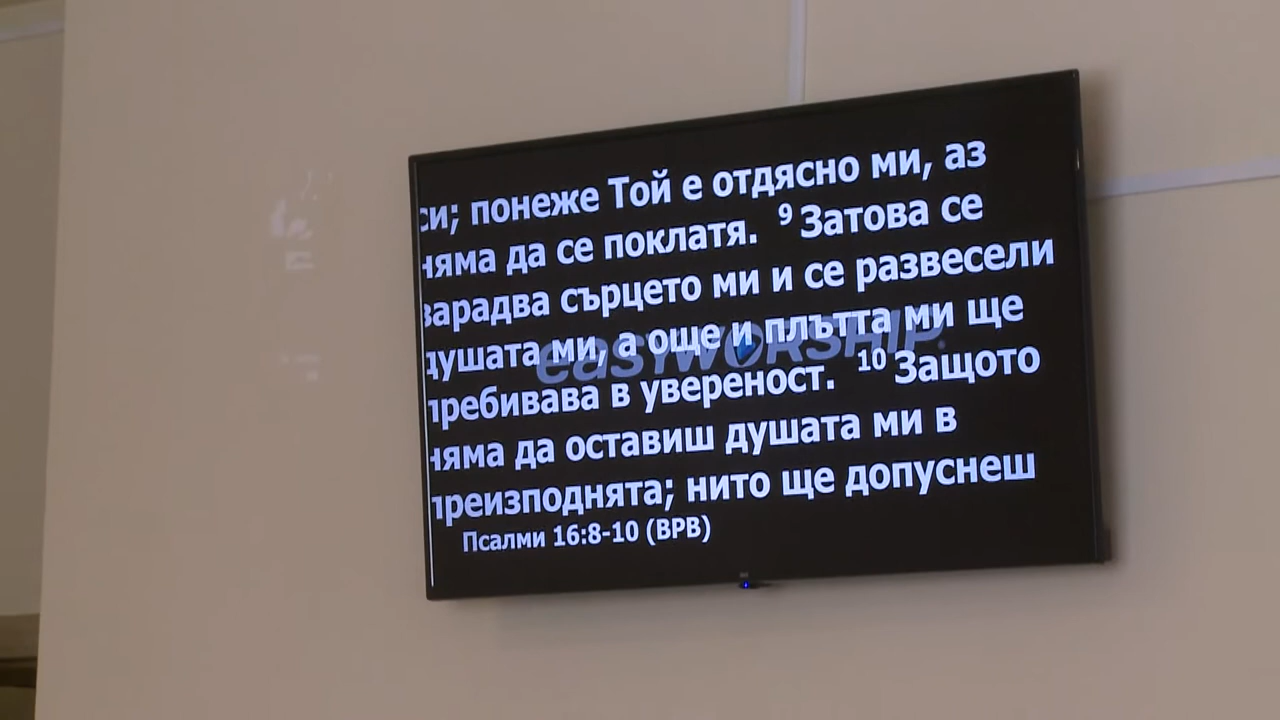 си; понеже Той е отдясно ми, аз
няма да се поклатя. 9 Затова се
зарадва сърцето ми и се развесели
душата ми, а още и плътта ми ще
easyWORSHIP.
пребивава в увереност. 10 Защото
няма да оставиш душата ми в
преизподнята; нито ще допуснеш
Псалми 16:8-10 (ВРВ)